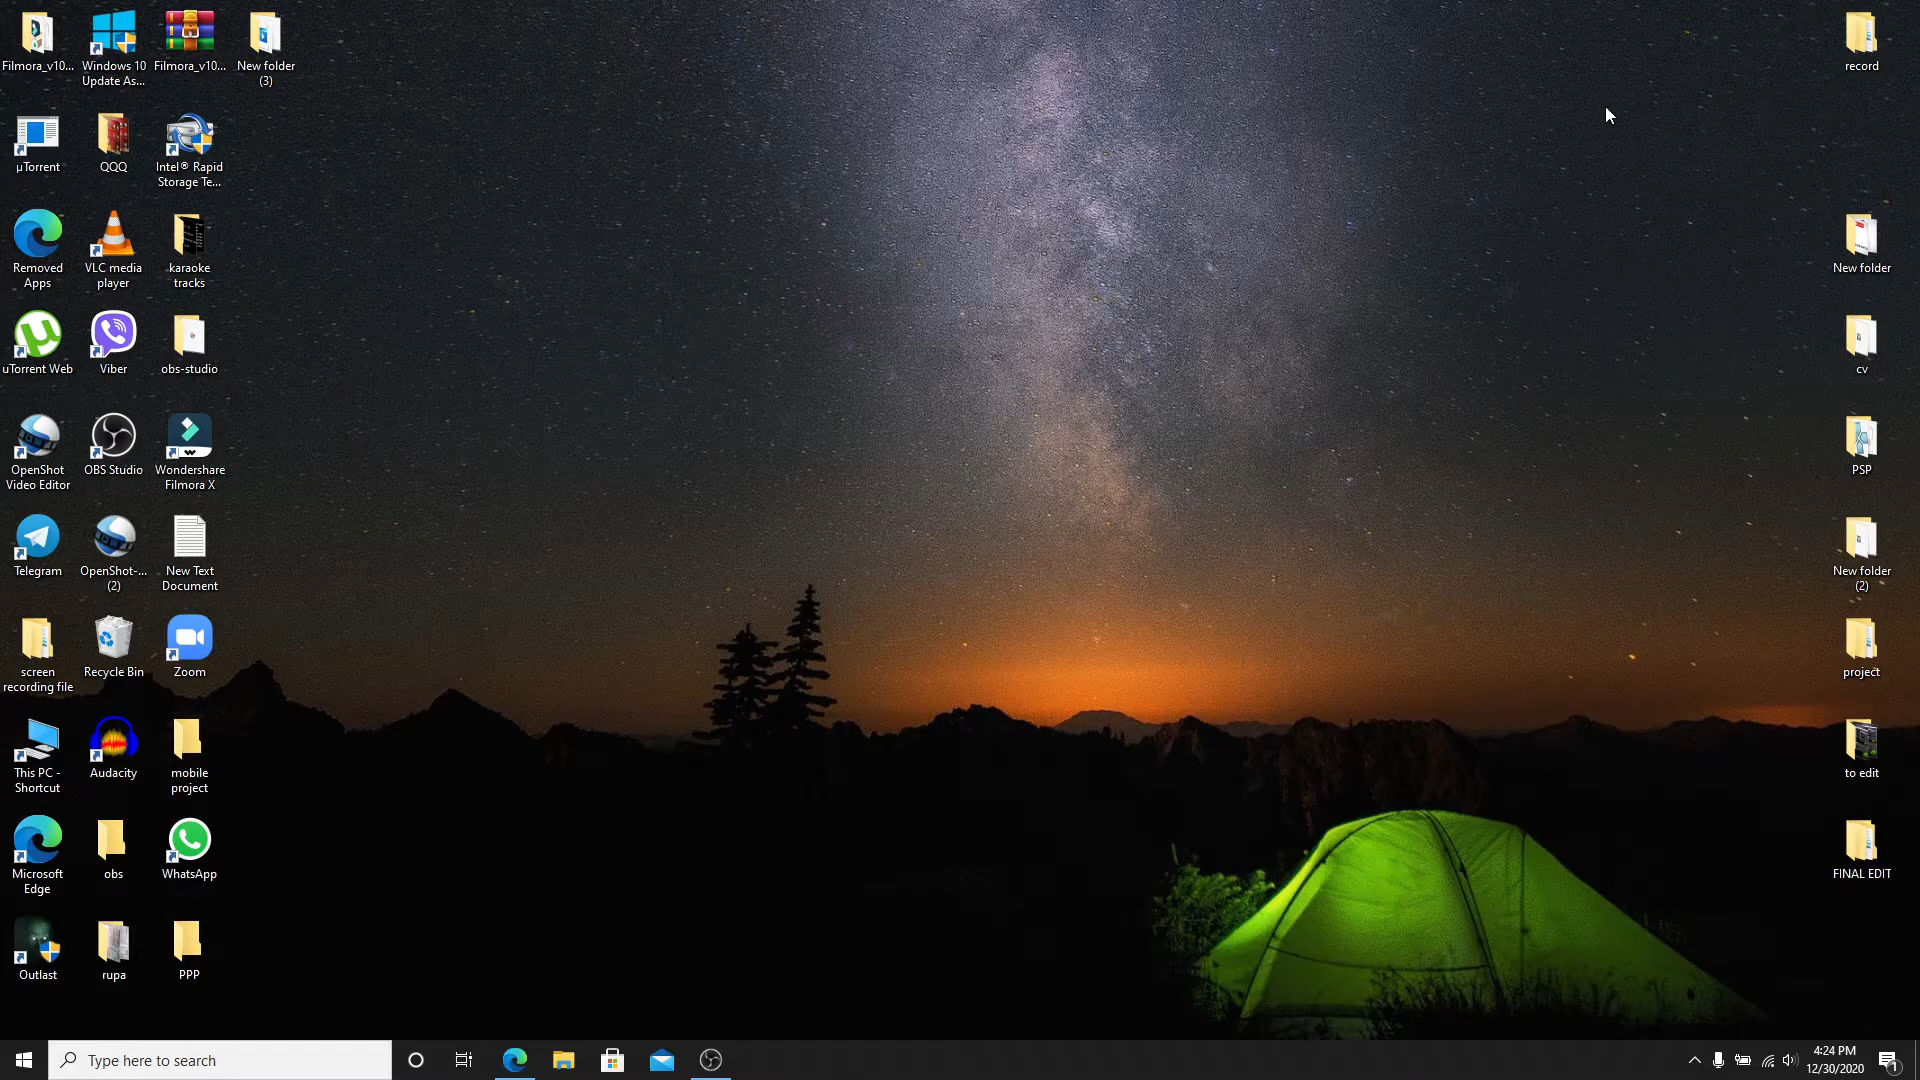 Filmora_v10...
Windows 10
Update As...
Filmora_v10...
New folder
(3)
record
µTorrent
QQQ
Intel® Rapid
Storage Te...
Removed
Apps
VLC media
player
karaoke
tracks
New folder
uTorrent Web
Viber
obs-studio
cv
OpenShot
Video Editor
OBS Studio
Wondershare
Filmora X
PSP
Telegram
OpenShot-...
(2)
New Text
Document
New folder
(2)
screen
recording file
Recycle Bin
Zoom
project
This PC -
Shortcut
Audacity
mobile
project
to edit
Microsoft
Edge
obs
WhatsApp
FINAL EDIT
Outlast
rupa
PPP
Type here to search
4:24 PM
12/30/2020
1